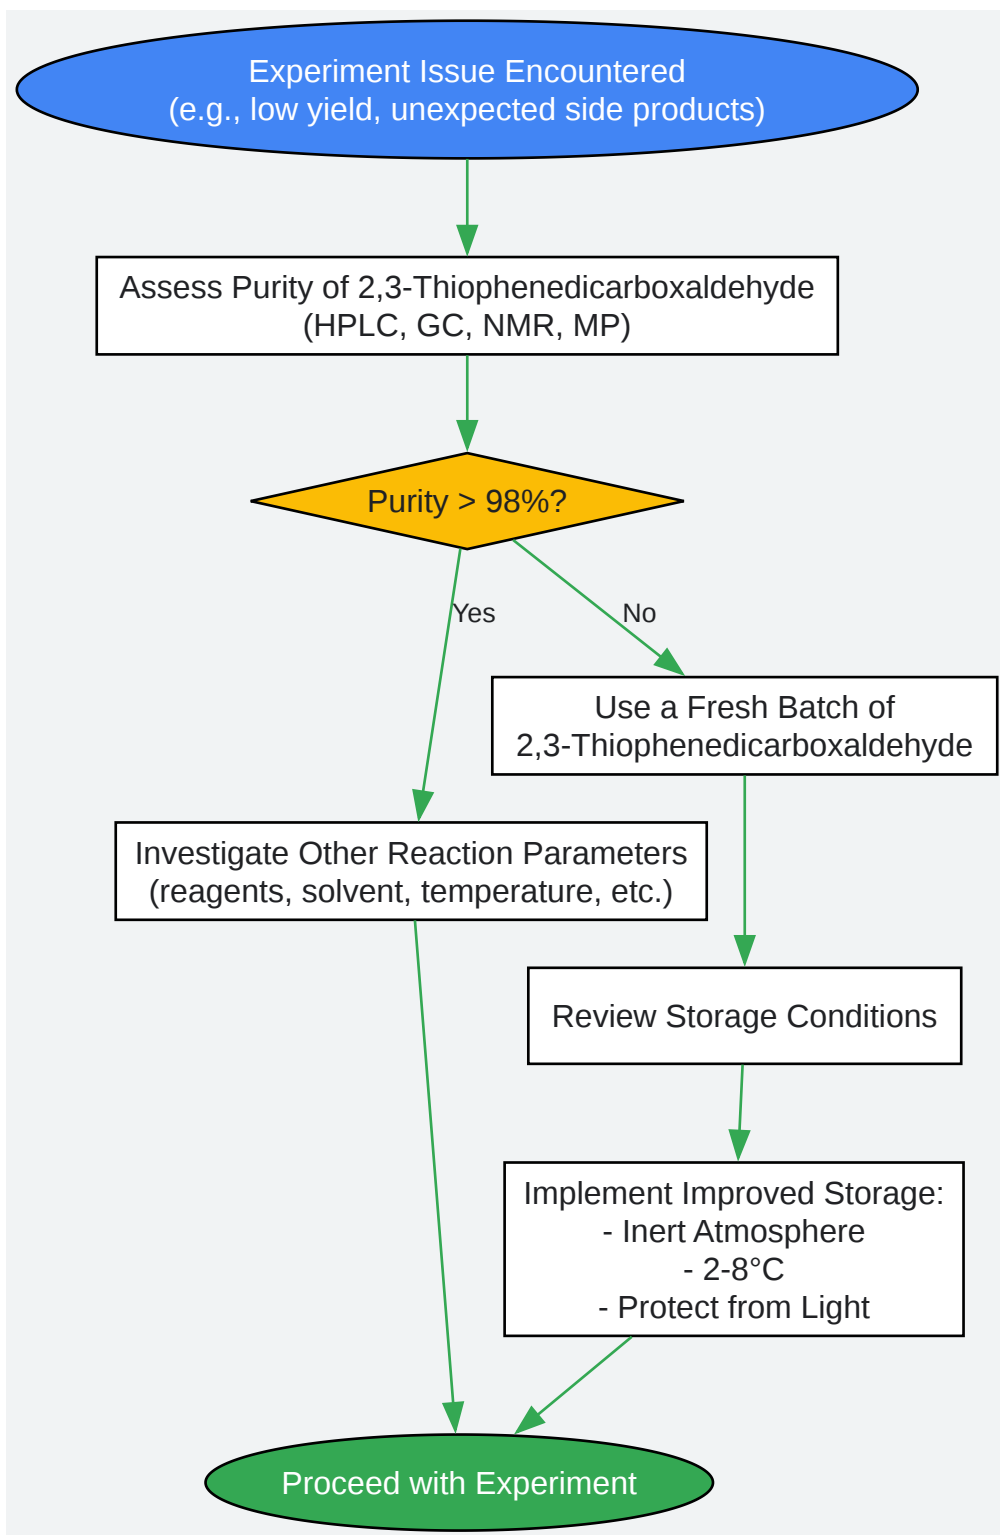 Experiment Issue Encountered
(e.g., low yield, unexpected side products)
Assess Purity of 2,3-Thiophenedicarboxaldehyde
(HPLC, GC, NMR, MP)
Purity > 98%?
Yes
No
Use a Fresh Batch of
2,3-Thiophenedicarboxaldehyde
Investigate Other Reaction Parameters
(reagents, solvent, temperature, etc.)
Review Storage Conditions
Implement Improved Storage:
- Inert Atmosphere
- 2-8°C
- Protect from Light
Proceed with Experiment